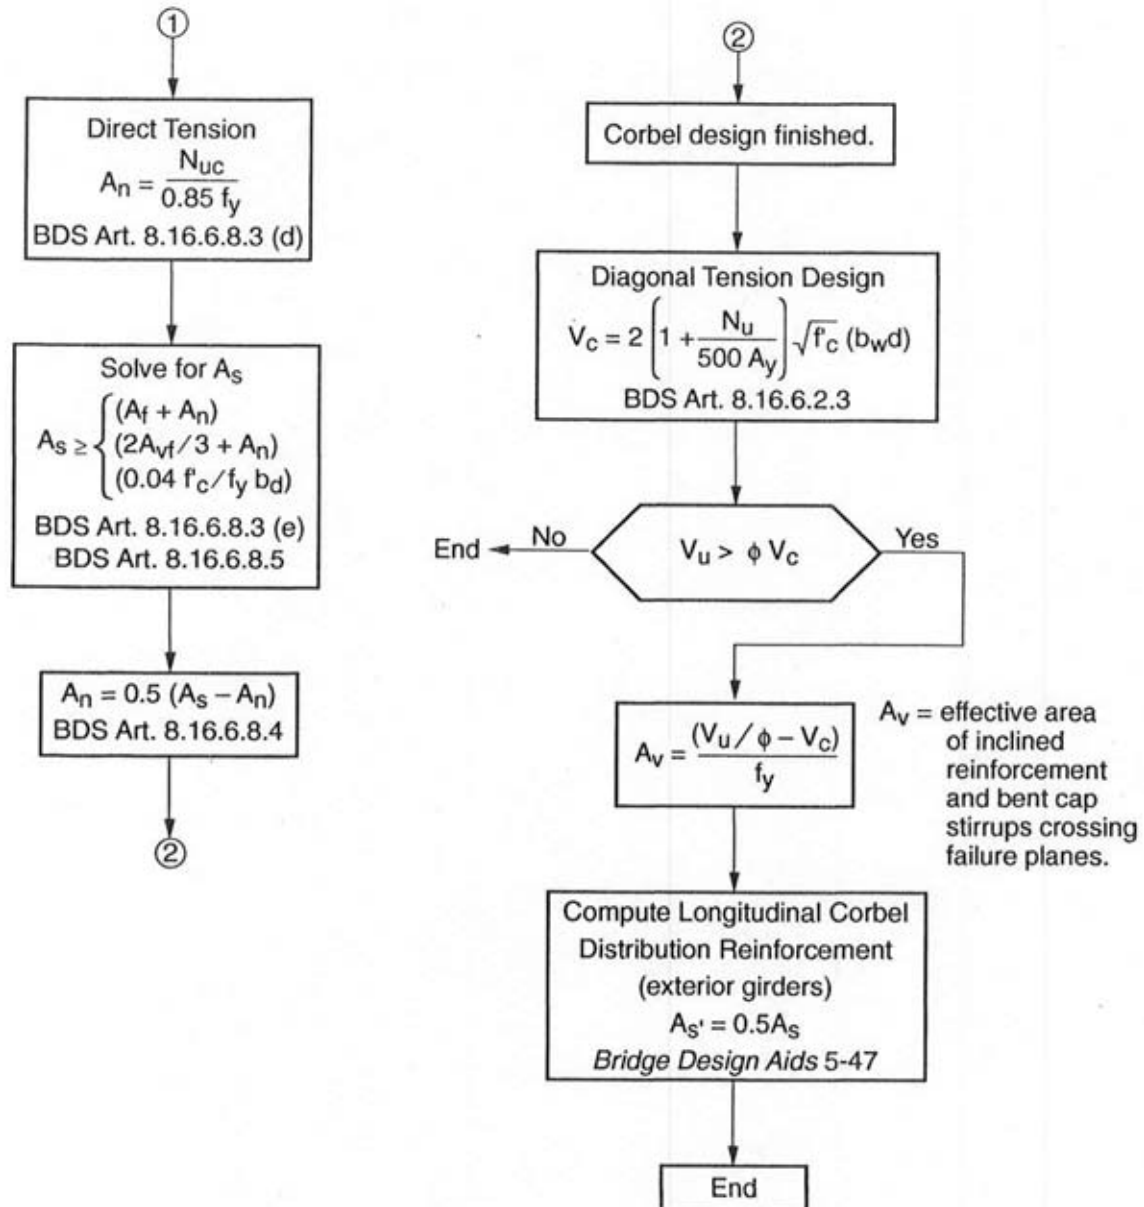 ①
Direct Tension
A_n = N_uc / 0.85 f_y
BDS Art. 8.16.6.8.3 (d)
Solve for A_s
A_s ≥ { (A_f + A_n)
(2A_vf/3 + A_n)
(0.04 f'_c/f_y b_d)
BDS Art. 8.16.6.8.3 (e)
BDS Art. 8.16.6.8.5
A_n = 0.5 (A_s – A_n)
BDS Art. 8.16.6.8.4
②
②
Corbel design finished.
Diagonal Tension Design
V_c = 2 (1 + N_u / 500 A_y) √f'_c (b_w d)
BDS Art. 8.16.6.2.3
V_u > ϕ V_c
No
End
Yes
A_v = (V_u / ϕ – V_c) / f_y
A_v = effective area
of inclined
reinforcement
and bent cap
stirrups crossing
failure planes.
Compute Longitudinal Corbel
Distribution Reinforcement
(exterior girders)
A_s' = 0.5A_s
Bridge Design Aids 5-47
End